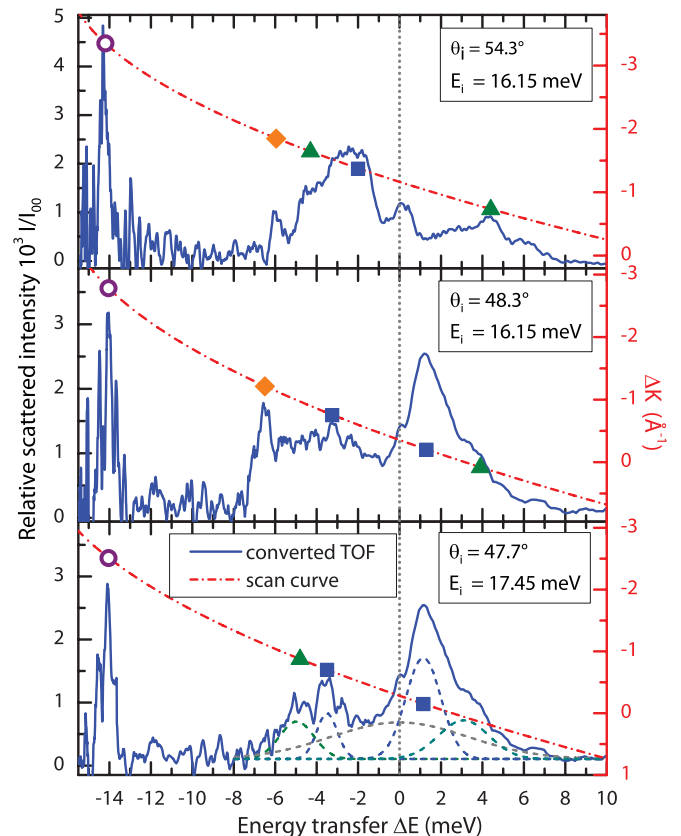 θi = 54.3°
Ei = 16.15 meV
5
4
3
2
1
0
-3
-2
-1
0
θi = 48.3°
Ei = 16.15 meV
3
2
1
0
-3
-2
-1
0
Relative scattered intensity 10³ I/I00
ΔK (Å⁻¹)
converted TOF
scan curve
θi = 47.7°
Ei = 17.45 meV
3
2
1
0
-3
-2
-1
0
1
-14 -12 -10 -8 -6 -4 -2 0 2 4 6 8 10
Energy transfer ΔE (meV)